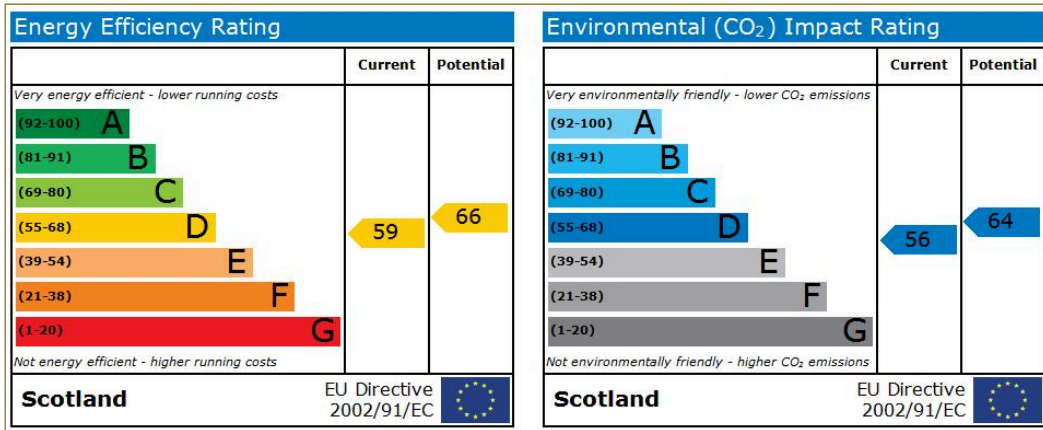 Energy Efficiency Rating
Current Potential
Very energy efficient - lower running costs
(92-100) A
(81-91) B
(69-80) C
(55-68) D
59
66
(39-54) E
(21-38) F
(1-20) G
Not energy efficient - higher running costs
Scotland
EU Directive
2002/91/EC
Environmental (CO₂) Impact Rating
Current Potential
Very environmentally friendly - lower CO₂ emissions
(92-100) A
(81-91) B
(69-80) C
(55-68) D
56
64
(39-54) E
(21-38) F
(1-20) G
Not environmentally friendly - higher CO₂ emissions
Scotland
EU Directive
2002/91/EC